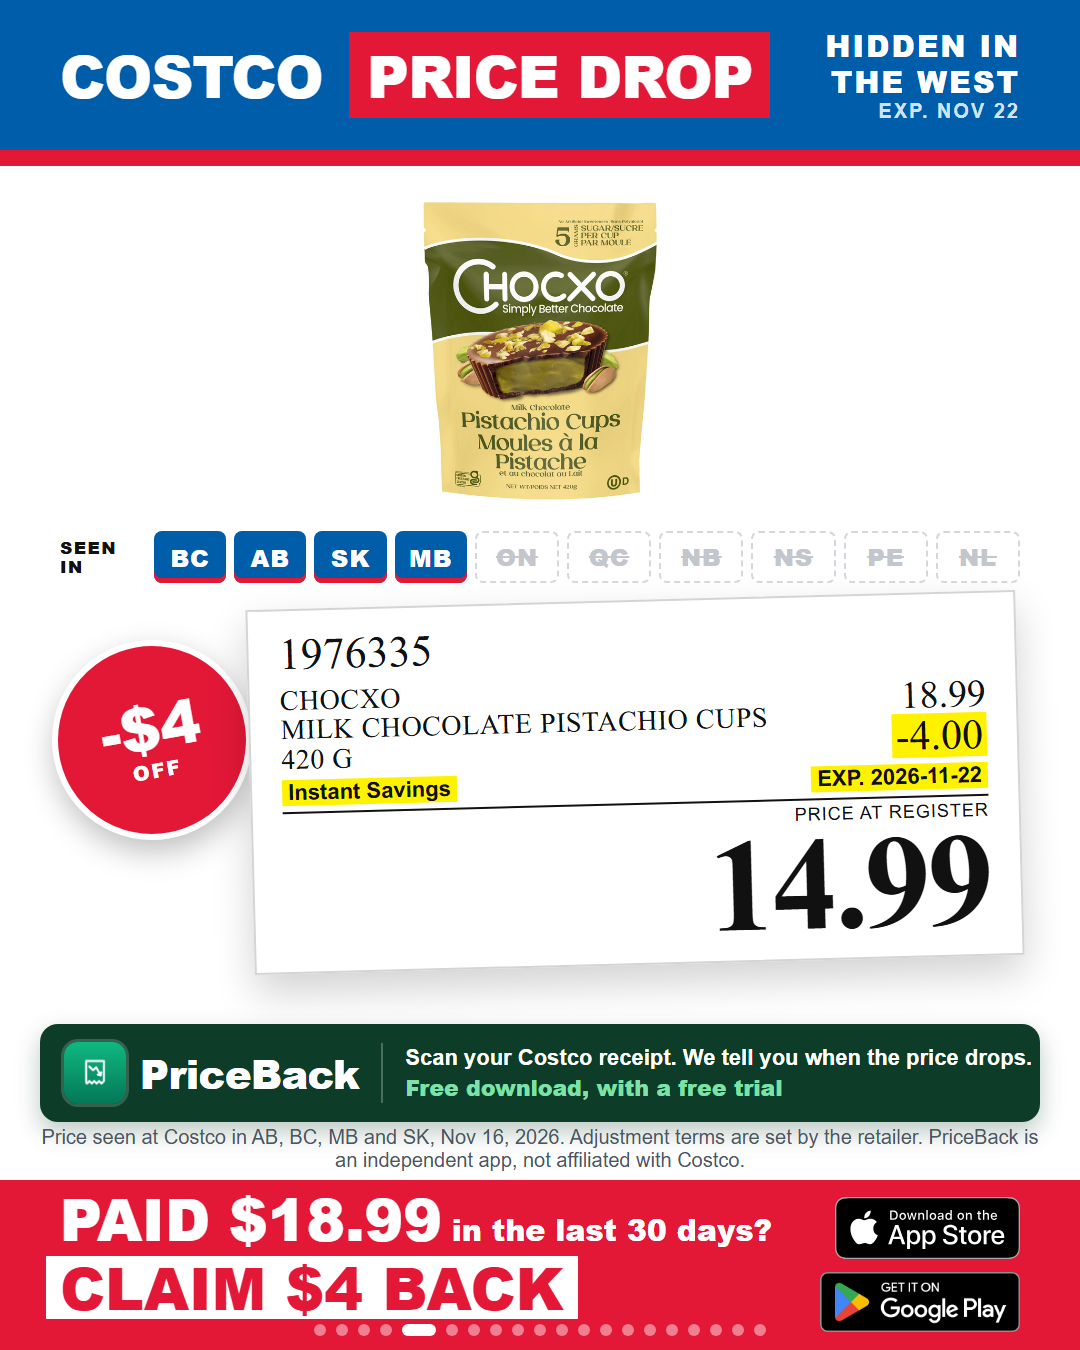 COSTCO PRICE DROP
HIDDEN IN
THE WEST
EXP. NOV 22
5 GRAMS SUGAR/SUCRE
PER CUP
PAR MOULE
CHOCXO
Simply Better Chocolate
Milk Chocolate
Pistachio Cups
Moules à la
Pistache
et au chocolat au Lait
NET WT/POIDS NET 420g
SEEN
IN
BC AB SK MB ON QC NB NS PE NL
-$4
OFF
1976335
CHOCXO
MILK CHOCOLATE PISTACHIO CUPS
420 G
Instant Savings
18.99
-4.00
EXP. 2026-11-22
PRICE AT REGISTER
14.99
PriceBack
Scan your Costco receipt. We tell you when the price drops.
Free download, with a free trial
Price seen at Costco in AB, BC, MB and SK, Nov 16, 2026. Adjustment terms are set by the retailer. PriceBack is
an independent app, not affiliated with Costco.
PAID $18.99 in the last 30 days?
CLAIM $4 BACK
Download on the
App Store
GET IT ON
Google Play